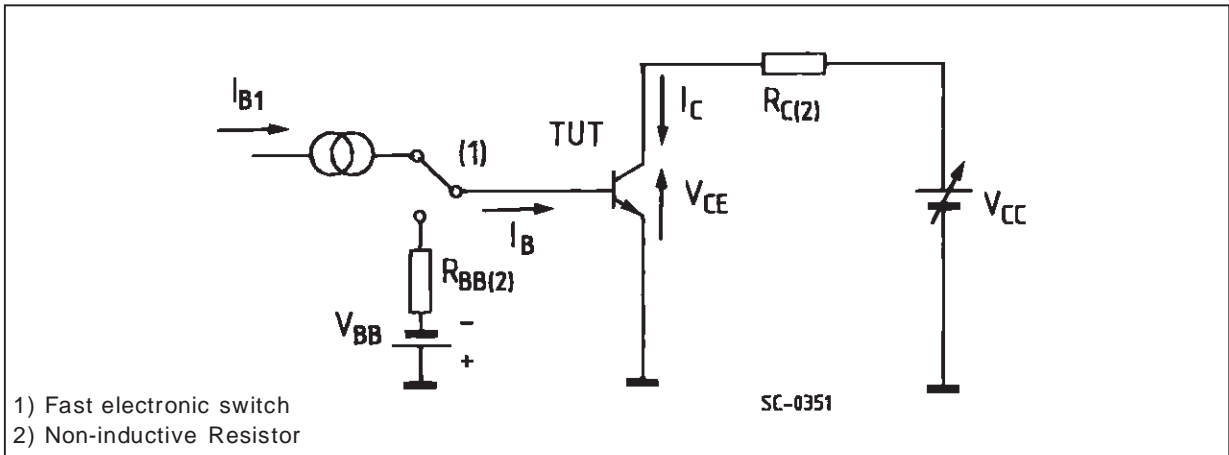 I_B1
(1)
TUT
I_C
R_C(2)
V_CE
V_CC
I_B
R_BB(2)
V_BB
-
+
SC-0351
1) Fast electronic switch
2) Non-inductive Resistor